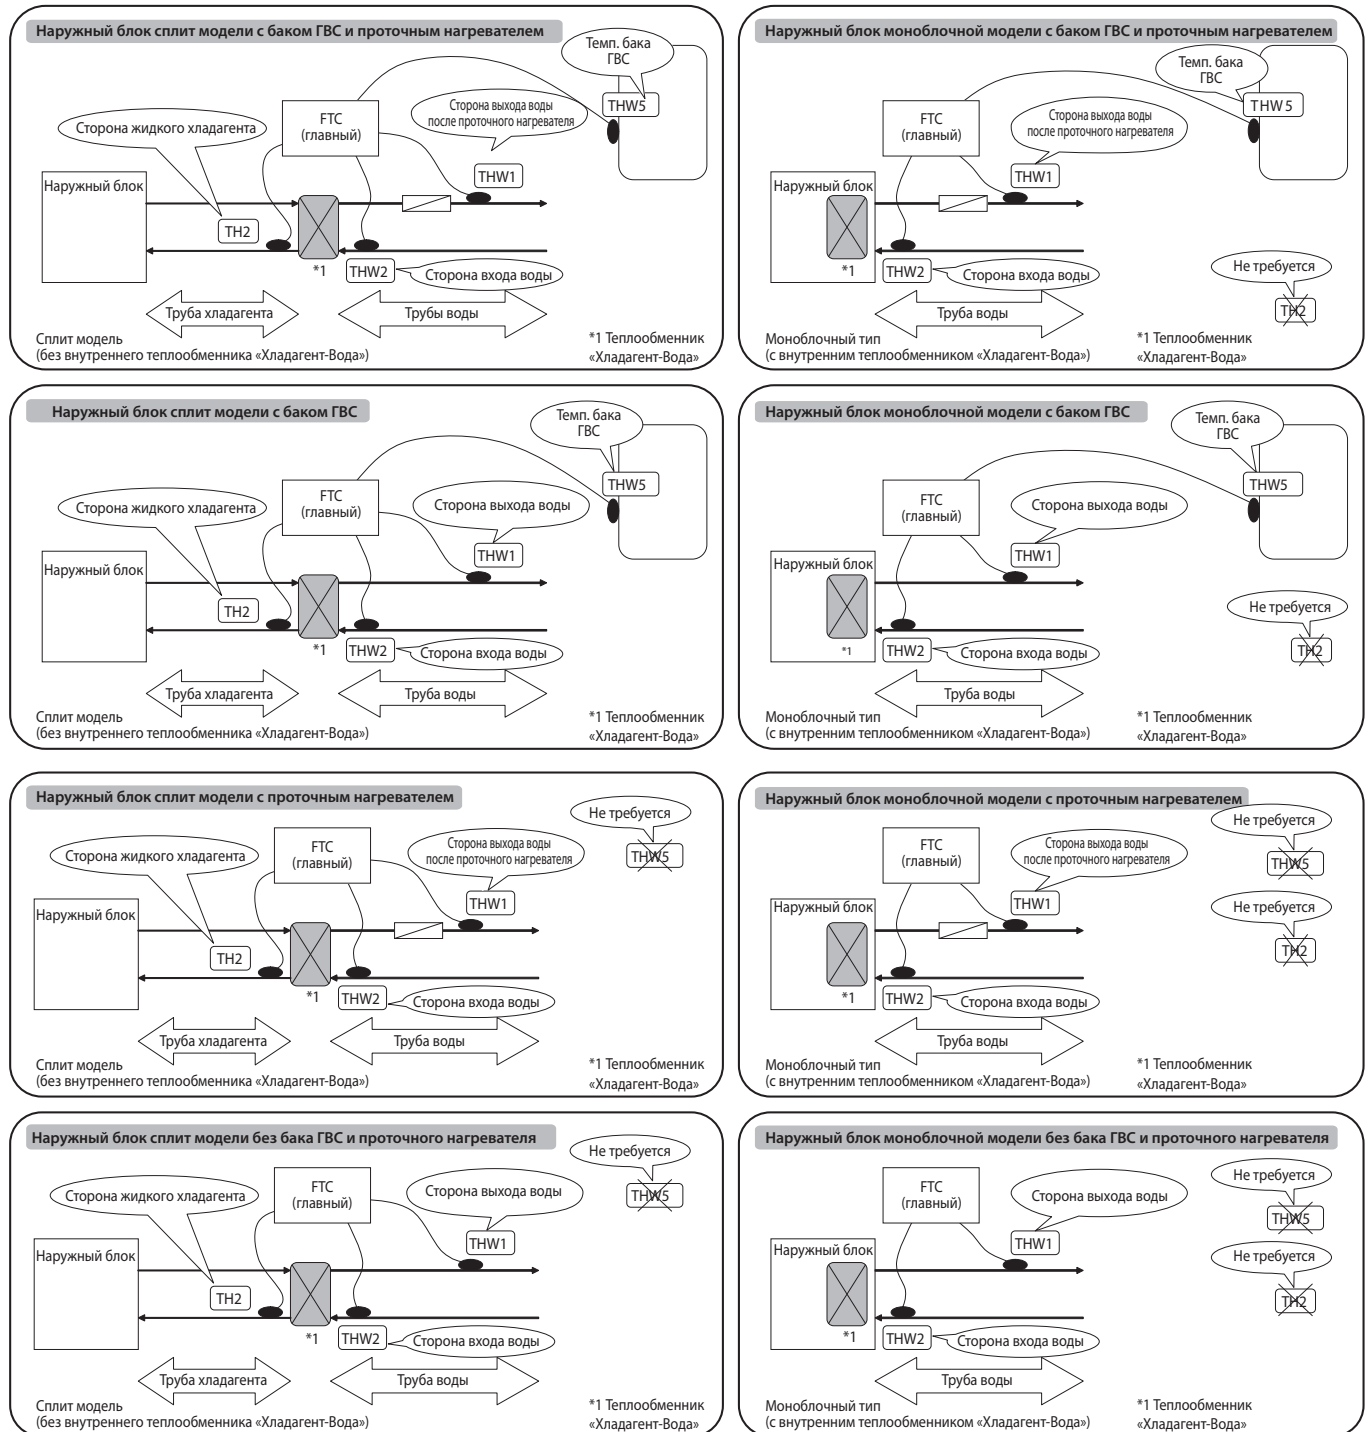 Наружный блок сплит модели с баком ГВС и проточным нагревателем
Темп. бака
ГВС
THW5
FTC
(главный)
Сторона выхода воды
после проточного нагревателя
Сторона жидкого хладагента
THW1
Наружный блок
TH2
*1
THW2
Сторона входа воды
Труба хладагента
Трубы воды
Сплит модель
(без внутреннего теплообменника «Хладагент-Вода»)
*1 Теплообменник
«Хладагент-Вода»
Наружный блок моноблочной модели с баком ГВС и проточным нагревателем
Темп. бака
ГВС
THW5
FTC
(главный)
Сторона выхода воды
после проточного нагревателя
THW1
Наружный блок
*1
THW2
Сторона входа воды
Не требуется
TH2
Труба воды
Моноблочный тип
(с внутренним теплообменником «Хладагент-Вода»)
*1 Теплообменник
«Хладагент-Вода»
Наружный блок сплит модели с баком ГВС
Темп. бака
ГВС
THW5
FTC
(главный)
Сторона выхода воды
Сторона жидкого хладагента
THW1
Наружный блок
TH2
*1
THW2
Сторона входа воды
Труба хладагента
Труба воды
Сплит модель
(без внутреннего теплообменника «Хладагент-Вода»)
*1 Теплообменник
«Хладагент-Вода»
Наружный блок моноблочной модели с баком ГВС
Темп. бака
ГВС
THW5
FTC
(главный)
Сторона выхода воды
THW1
Наружный блок
*1
THW2
Сторона входа воды
Не требуется
TH2
Труба воды
Моноблочный тип
(с внутренним теплообменником «Хладагент-Вода»)
*1 Теплообменник
«Хладагент-Вода»
Наружный блок сплит модели с проточным нагревателем
Не требуется
THW5
FTC
(главный)
Сторона выхода воды
после проточного нагревателя
Сторона жидкого хладагента
THW1
Наружный блок
TH2
*1
THW2
Сторона входа воды
Труба хладагента
Труба воды
Сплит модель
(без внутреннего теплообменника «Хладагент-Вода»)
*1 Теплообменник
«Хладагент-Вода»
Наружный блок моноблочной модели с проточным нагревателем
Не требуется
THW5
FTC
(главный)
Сторона выхода воды
после проточного нагревателя
THW1
Наружный блок
Не требуется
TH2
*1
THW2
Сторона входа воды
Труба воды
Моноблочный тип
(с внутренним теплообменником «Хладагент-Вода»)
*1 Теплообменник
«Хладагент-Вода»
Наружный блок сплит модели без бака ГВС и проточного нагревателя
Не требуется
THW5
FTC
(главный)
Сторона выхода воды
Сторона жидкого хладагента
THW1
Наружный блок
TH2
*1
THW2
Сторона входа воды
Труба хладагента
Труба воды
Сплит модель
(без внутреннего теплообменника «Хладагент-Вода»)
*1 Теплообменник
«Хладагент-Вода»
Наружный блок моноблочной модели без бака ГВС и проточного нагревателя
Не требуется
THW5
FTC
(главный)
Сторона выхода воды
THW1
Наружный блок
Не требуется
TH2
*1
THW2
Сторона входа воды
Труба воды
Моноблочный тип
(с внутренним теплообменником «Хладагент-Вода»)
*1 Теплообменник
«Хладагент-Вода»